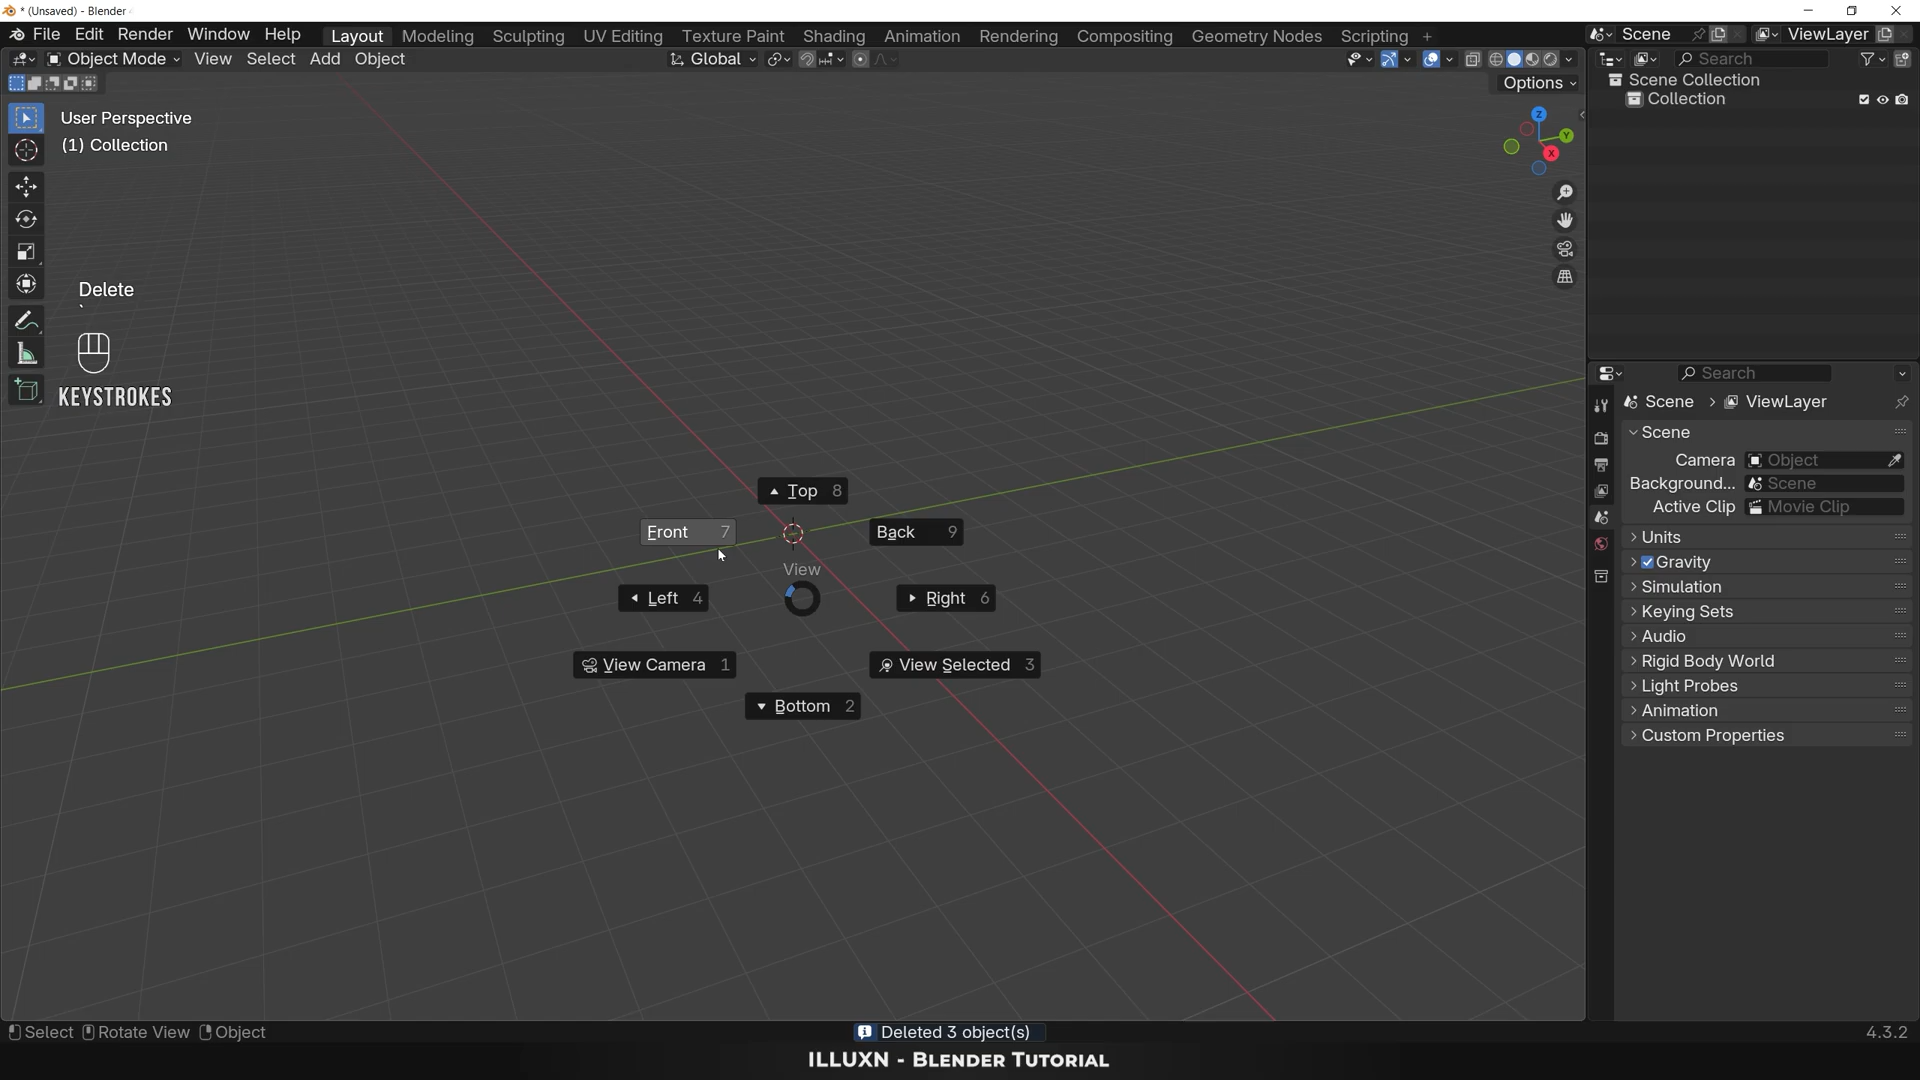 * (Unsaved) - Blender
File Edit Render Window Help Layout Modeling Sculpting UV Editing Texture Paint Shading Animation Rendering Compositing Geometry Nodes Scripting + Scene ViewLayer
Object Mode View Select Add Object Global Search
Options
Scene Collection
Collection
User Perspective
(1) Collection
Z
Y
X
Delete
`
KEYSTROKES
Top 8
Front 7
Back 9
View
Left 4
Right 6
View Camera 1
View Selected 3
Bottom 2
Search
Scene > ViewLayer
Scene
Camera Object
Background... Scene
Active Clip Movie Clip
Units
Gravity
Simulation
Keying Sets
Audio
Rigid Body World
Light Probes
Animation
Custom Properties
Select Rotate View Object Deleted 3 object(s) 4.3.2
ILLUXN - BLENDER TUTORIAL